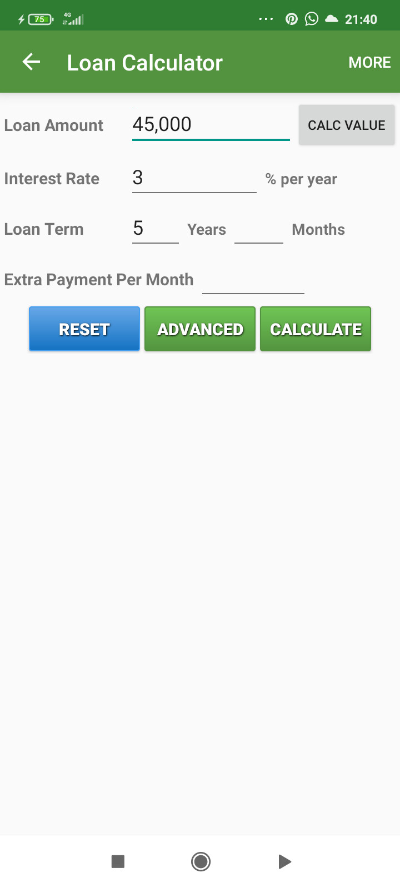 75 4G 21:40
Loan Calculator MORE
Loan Amount 45,000 CALC VALUE
Interest Rate 3 % per year
Loan Term 5 Years Months
Extra Payment Per Month
RESET ADVANCED CALCULATE